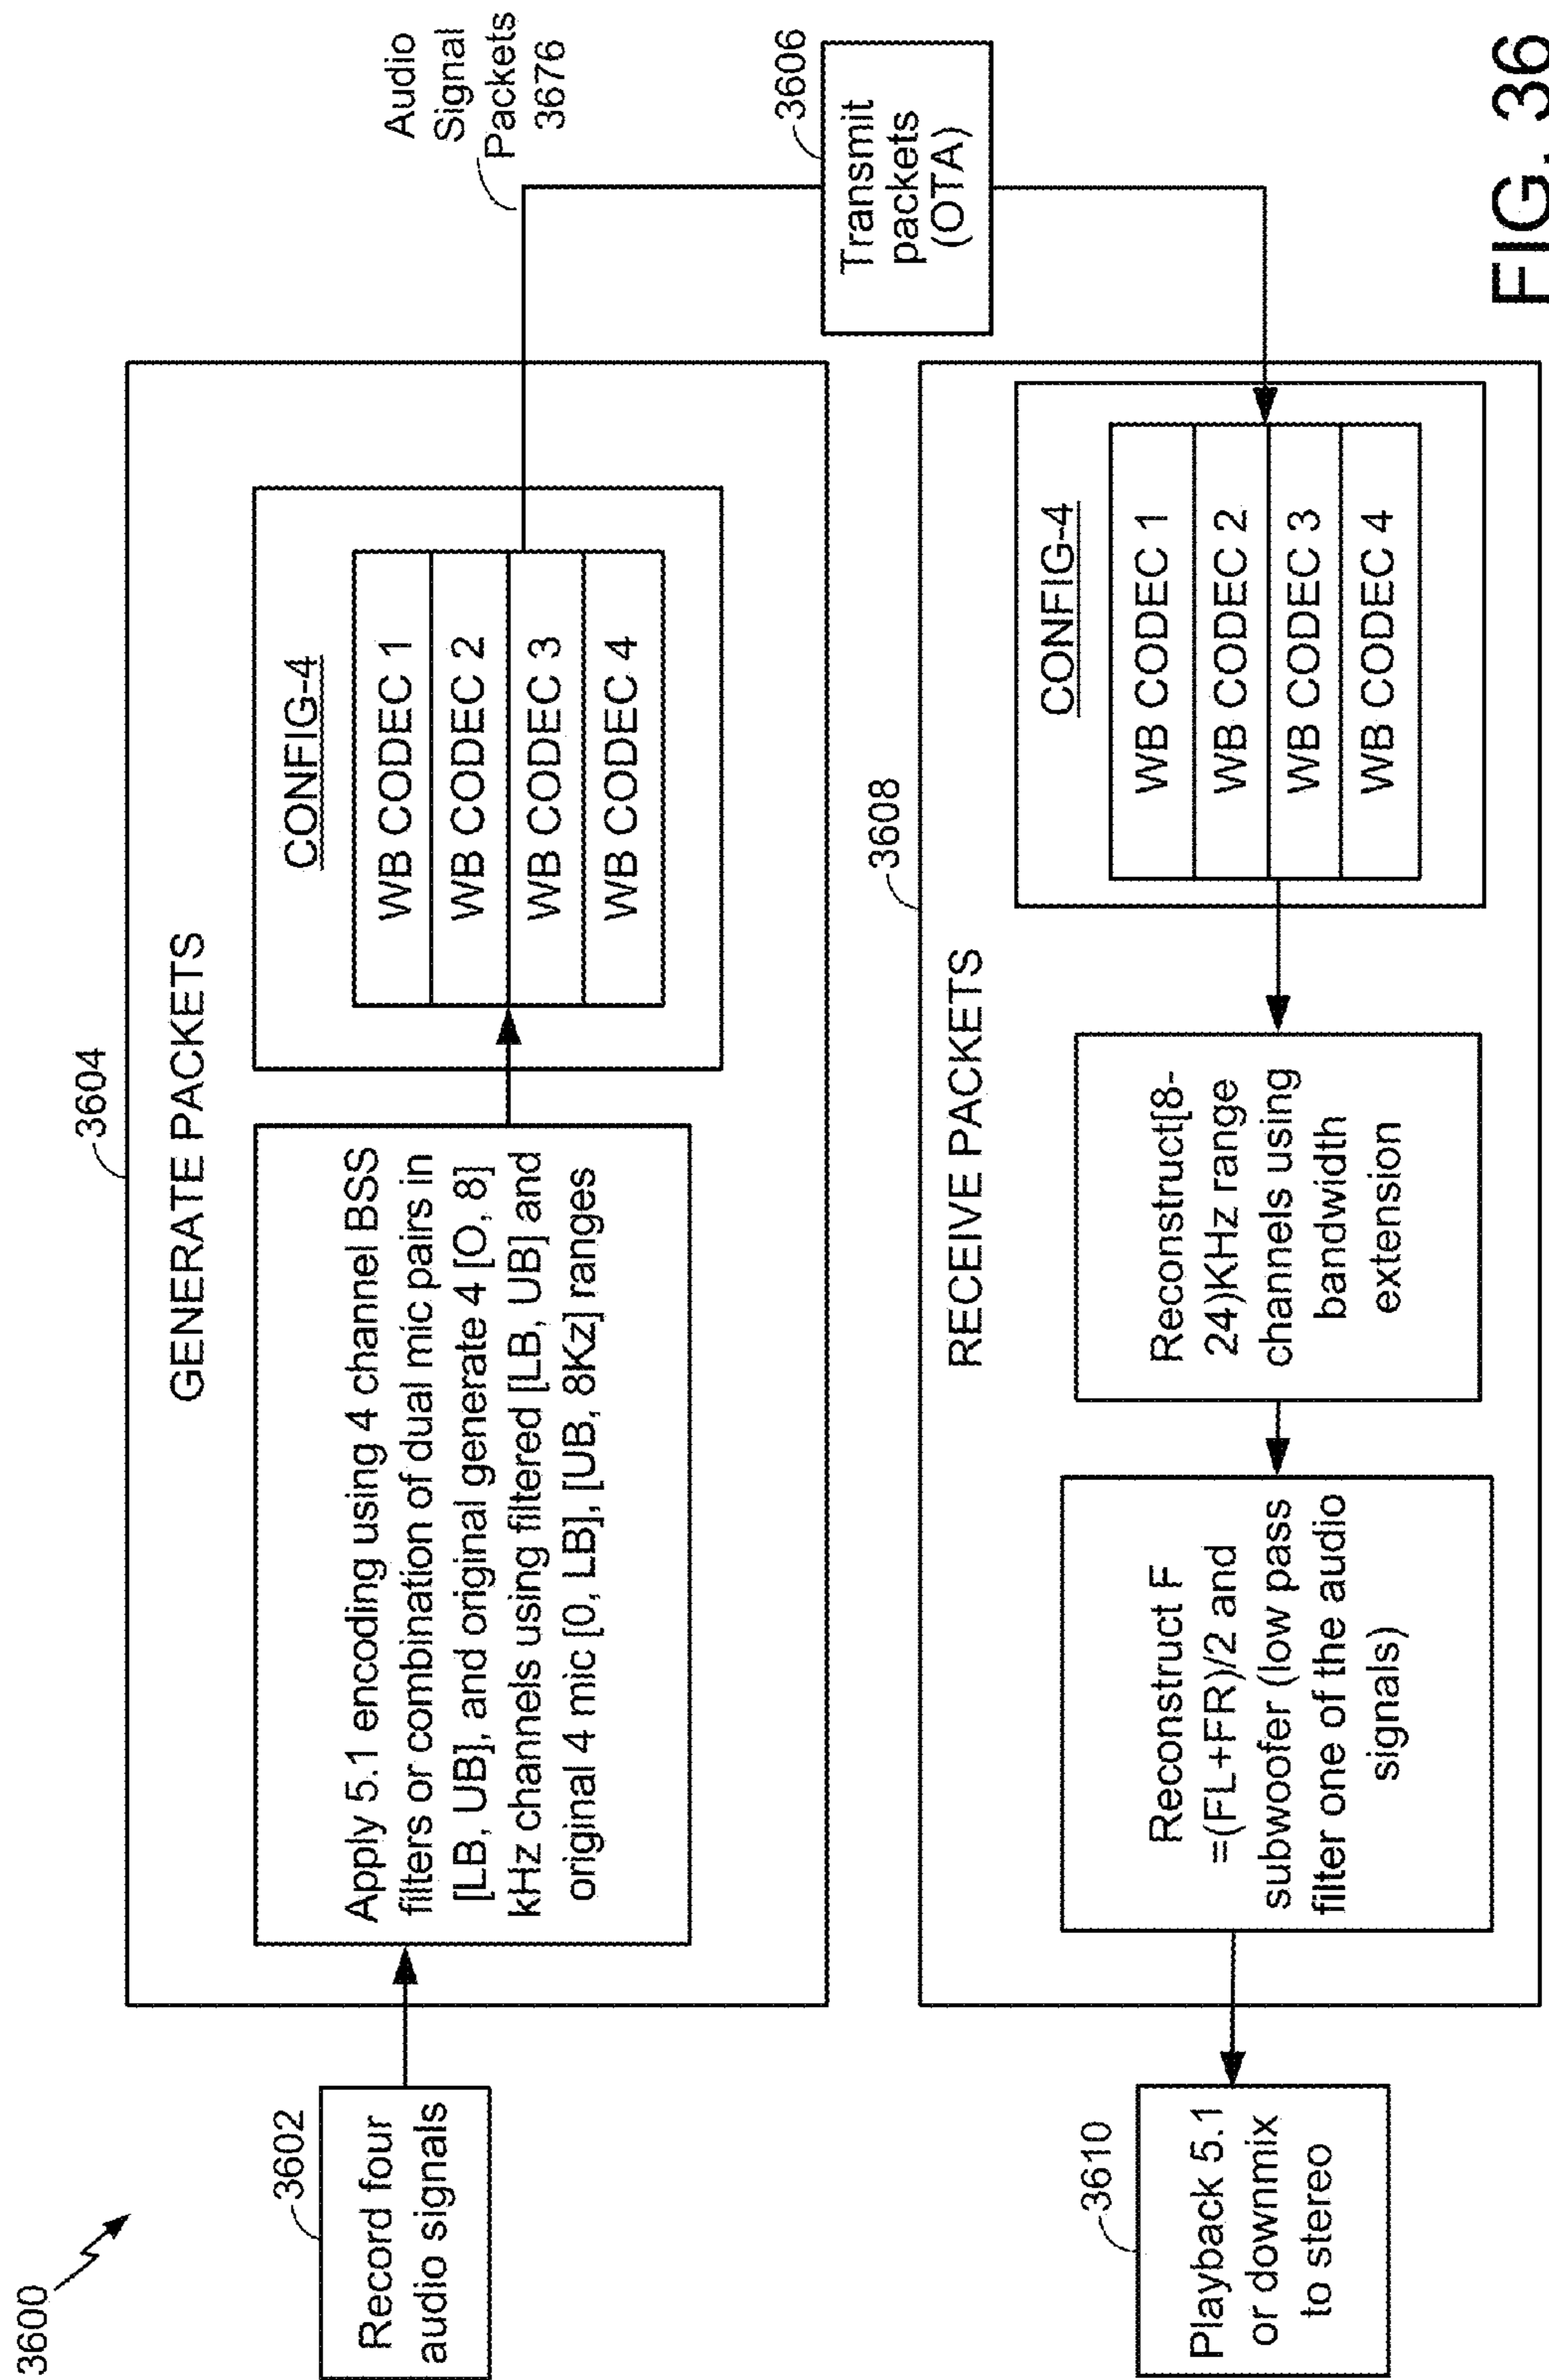 3600
3602
Record four
audio signals
3604
GENERATE PACKETS
Apply 5.1 encoding using 4 channel BSS
filters or combination of dual mic pairs in
[LB, UB], and original generate 4 [O, 8]
kHz channels using filtered [LB, UB] and
original 4 mic [0, LB], [UB, 8Kz] ranges
CONFIG-4
WB CODEC 1
WB CODEC 2
WB CODEC 3
WB CODEC 4
Audio
Signal
Packets
3676
3606
Transmit
packets
(OTA)
3608
RECEIVE PACKETS
CONFIG-4
WB CODEC 1
WB CODEC 2
WB CODEC 3
WB CODEC 4
Reconstruct[8-
24)KHz range
channels using
bandwidth
extension
Reconstruct F
=(FL+FR)/2 and
subwoofer (low pass
filter one of the audio
signals)
3610
Playback 5.1
or downmix
to stereo
FIG. 36